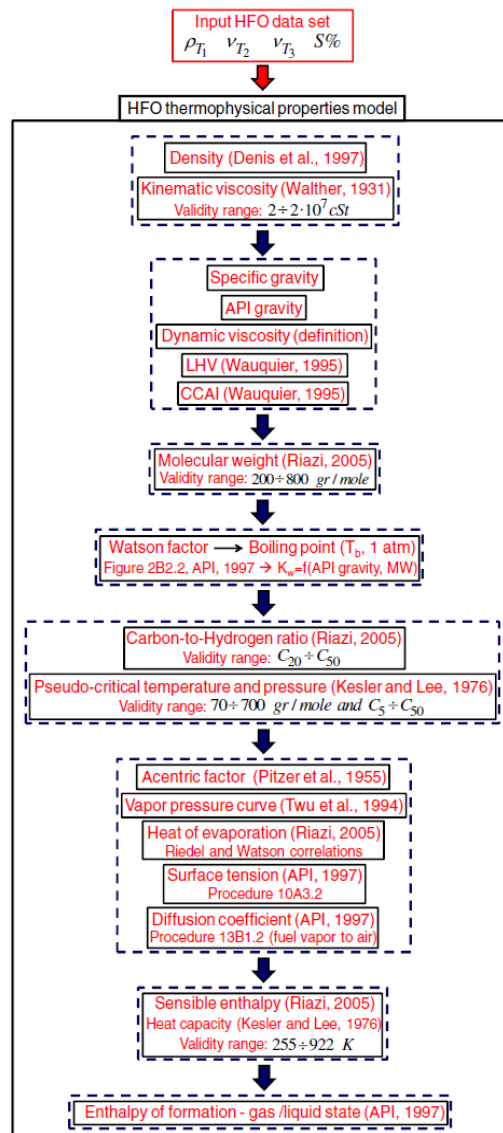 Input HFO data set
ρT₁ νT₂ νT₃ S%
HFO thermophysical properties model
Density (Denis et al., 1997)
Kinematic viscosity (Walther, 1931)
Validity range: 2÷2·10⁷cSt
Specific gravity
API gravity
Dynamic viscosity (definition)
LHV (Wauquier, 1995)
CCAI (Wauquier, 1995)
Molecular weight (Riazi, 2005)
Validity range: 200÷800 gr/mole
Watson factor → Boiling point (Tb, 1 atm)
Figure 2B2.2, API, 1997 → Kw=f(API gravity, MW)
Carbon-to-Hydrogen ratio (Riazi, 2005)
Validity range: C₂₀÷C₅₀
Pseudo-critical temperature and pressure (Kesler and Lee, 1976)
Validity range: 70÷700 gr/mole and C₅÷C₅₀
Acentric factor (Pitzer et al., 1955)
Vapor pressure curve (Twu et al., 1994)
Heat of evaporation (Riazi, 2005)
Riedel and Watson correlations
Surface tension (API, 1997)
Procedure 10A3.2
Diffusion coefficient (API, 1997)
Procedure 13B1.2 (fuel vapor to air)
Sensible enthalpy (Riazi, 2005)
Heat capacity (Kesler and Lee, 1976)
Validity range: 255÷922 K
Enthalpy of formation - gas /liquid state (API, 1997)